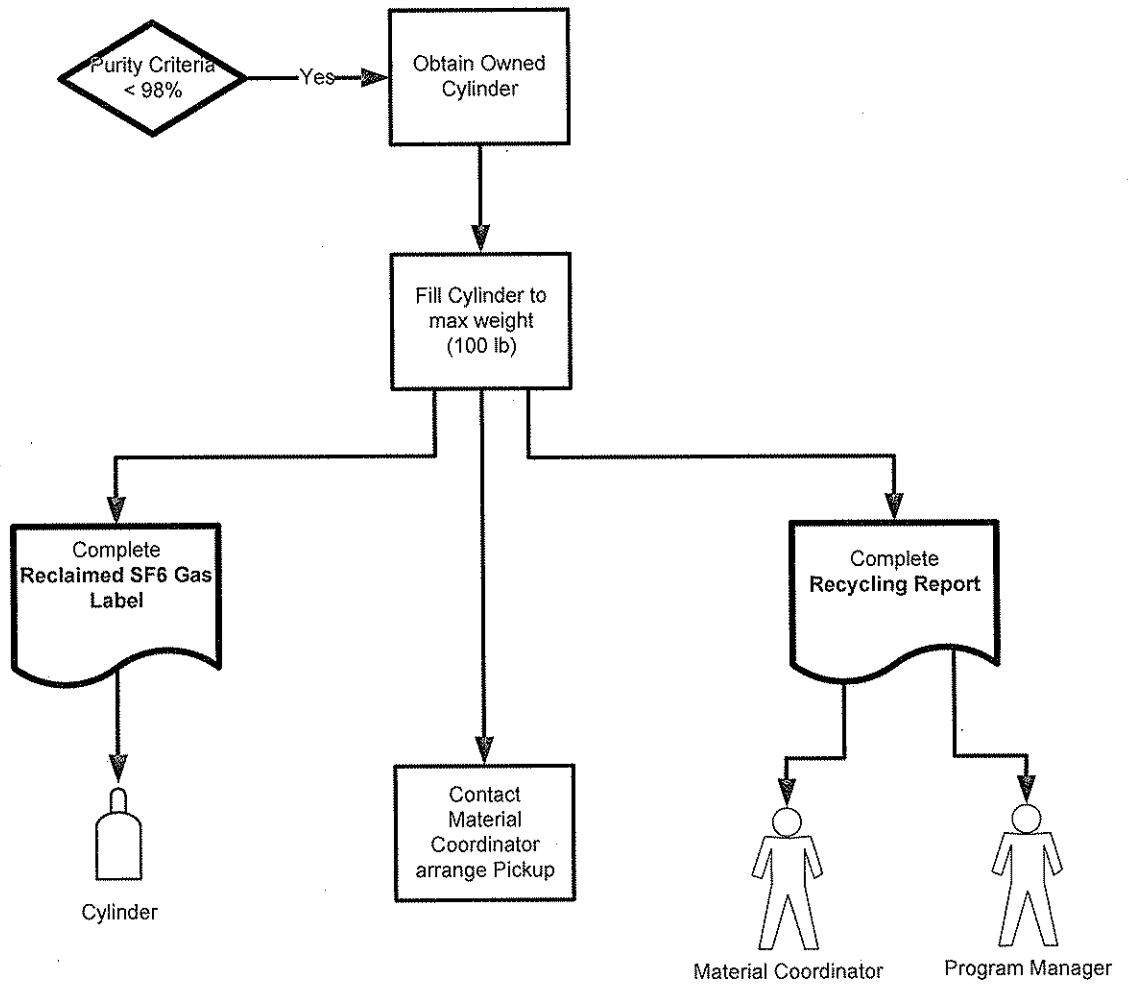 Purity Criteria
< 98%
Yes
Obtain Owned
Cylinder
Fill Cylinder to
max weight
(100 lb)
Complete
Reclaimed SF6 Gas
Label
Complete
Recycling Report
Contact
Material
Coordinator
arrange Pickup
Cylinder
Material Coordinator
Program Manager